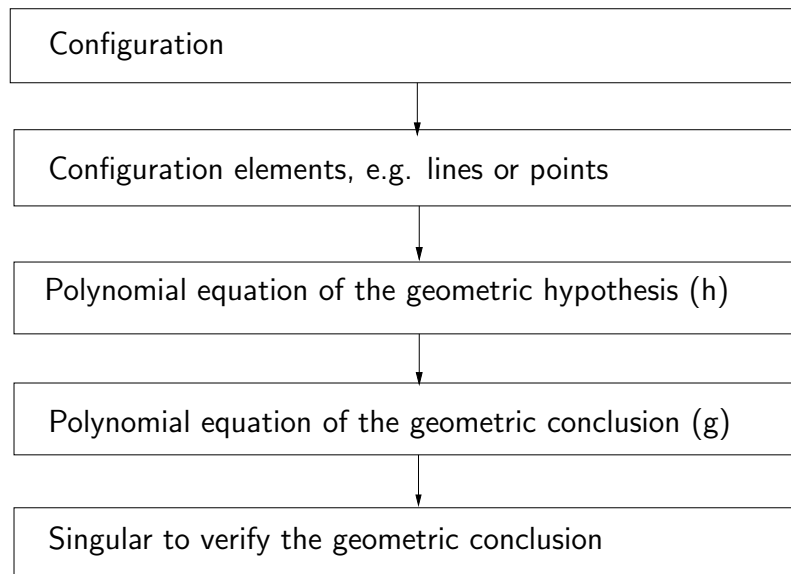 Configuration
Configuration elements, e.g. lines or points
Polynomial equation of the geometric hypothesis (h)
Polynomial equation of the geometric conclusion (g)
Singular to verify the geometric conclusion